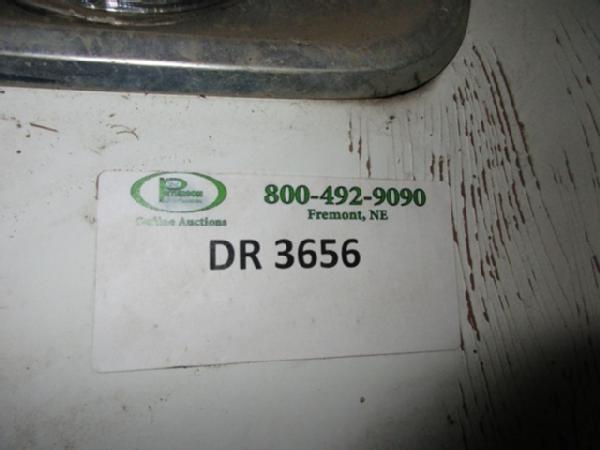 800-492-9090
Fremont, NE
Online Auctions
DR 3656